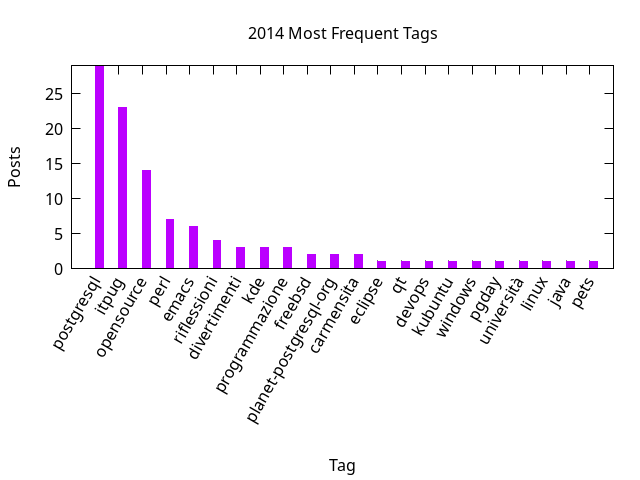 2014 Most Frequent Tags
Posts
25
20
15
10
5
0
postgresql
itpug
opensource
perl
emacs
riflessioni
divertimenti
kde
programmazione
freebsd
planet-postgresql-org
carmensita
eclipse
qt
devops
kubuntu
windows
pgday
università
linux
java
pets
Tag